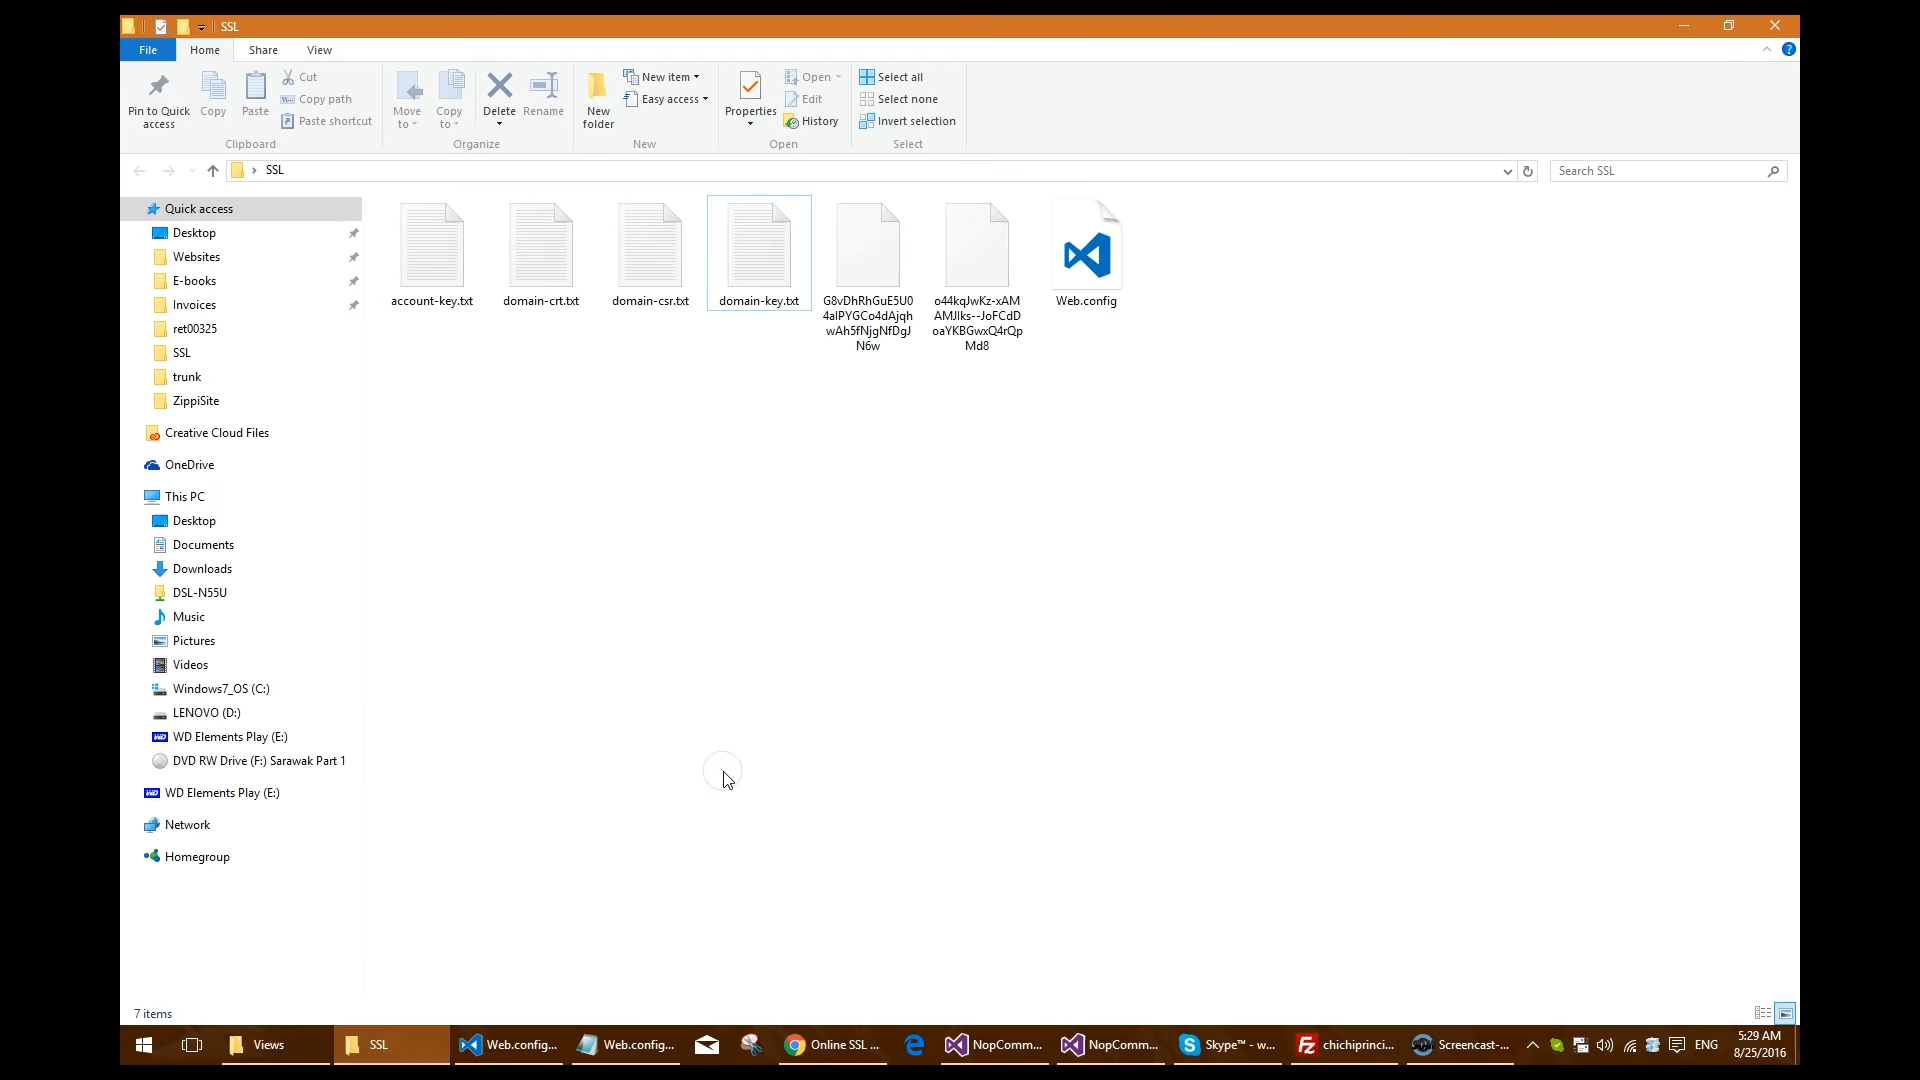 SSL
File
Home
Share
View
Pin to Quick
access
Copy
Paste
Cut
Copy path
Paste shortcut
Clipboard
Move
to
Copy
to
Delete
Rename
Organize
New
folder
New item
Easy access
New
Properties
Open
Edit
History
Open
Select all
Select none
Invert selection
Select
SSL
Search SSL
Quick access
Desktop
Websites
E-books
Invoices
ret00325
SSL
trunk
ZippiSite
Creative Cloud Files
OneDrive
This PC
Desktop
Documents
Downloads
DSL-N55U
Music
Pictures
Videos
Windows7_OS (C:)
LENOVO (D:)
WD Elements Play (E:)
DVD RW Drive (F:) Sarawak Part 1
WD Elements Play (E:)
Network
Homegroup
account-key.txt
domain-crt.txt
domain-csr.txt
domain-key.txt
G8vDhRhGuE5U0
4alPYGCo4dAjqh
wAh5fNjgNfDgJ
N6w
o44kqJwKz-xAM
AMJlks--JoFCdD
oaYKBGwxQ4rQp
Md8
Web.config
7 items
Views
SSL
Web.config...
Web.config...
Online SSL ...
NopComm...
NopComm...
Skype™ - w...
chichiprinci...
Screencast-...
ENG
5:29 AM
8/25/2016